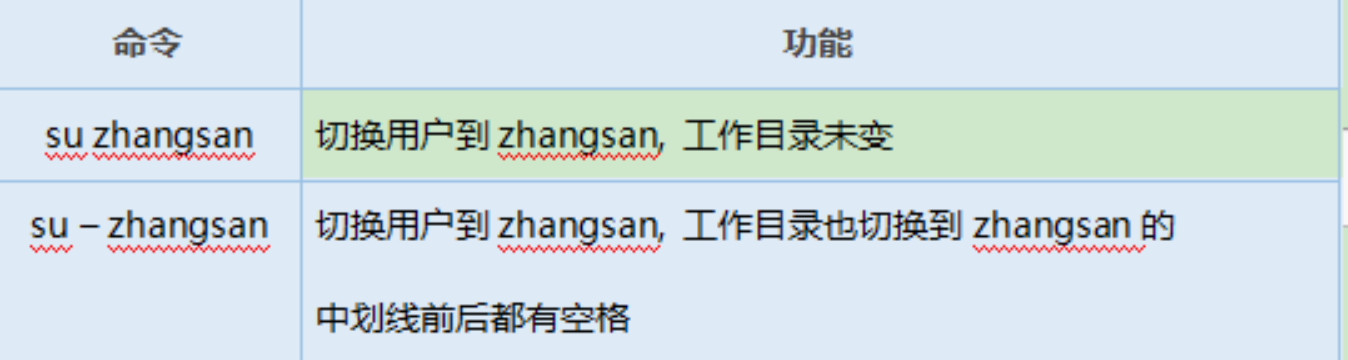 命令 功能
su zhangsan 切换用户到 zhangsan, 工作目录未变
su – zhangsan 切换用户到 zhangsan, 工作目录也切换到 zhangsan 的
中划线前后都有空格